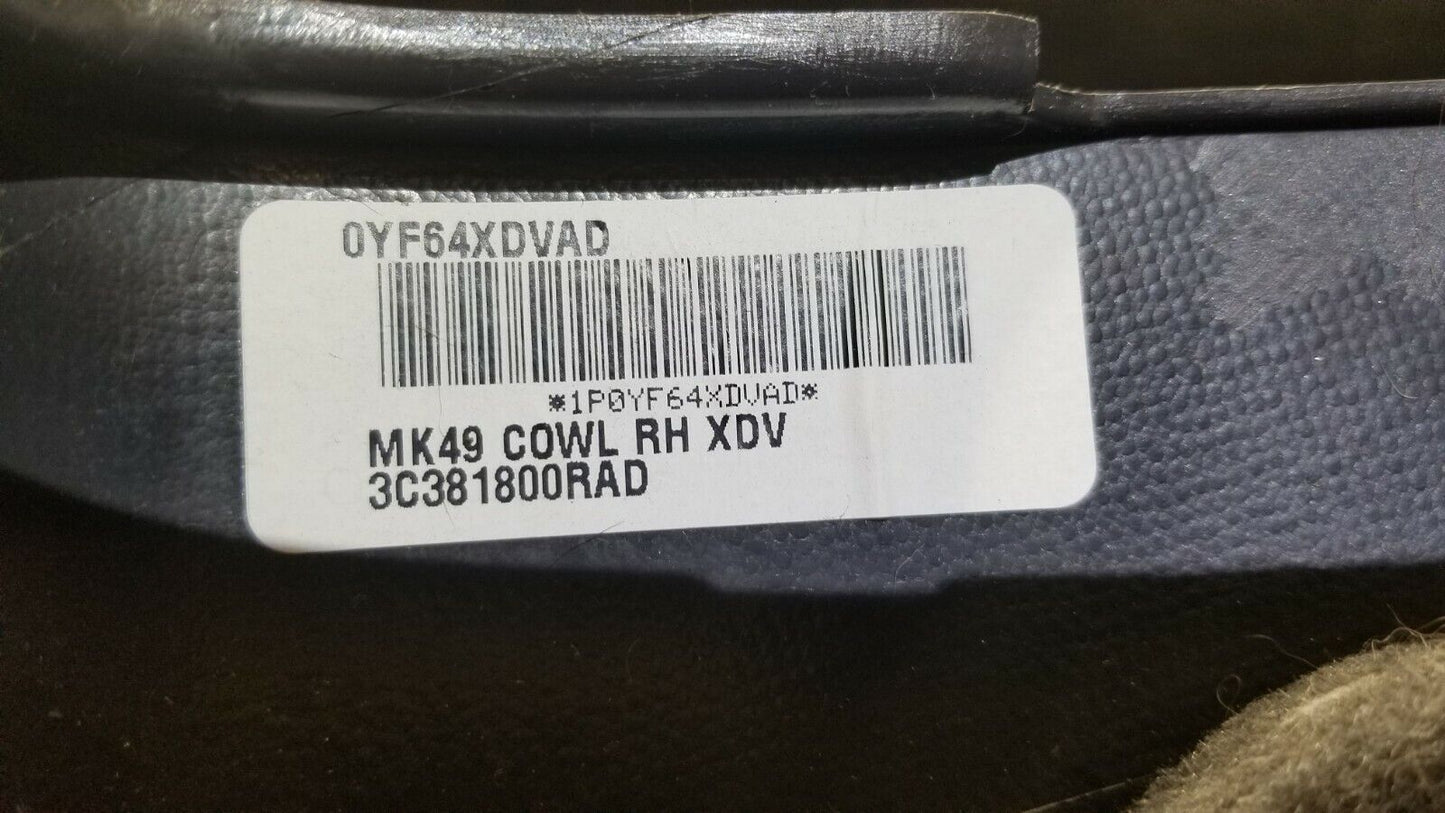 0YF64XDVAD
*1P0YF64XDVAD*
MK49 COWL RH XDV
3C381800RAD